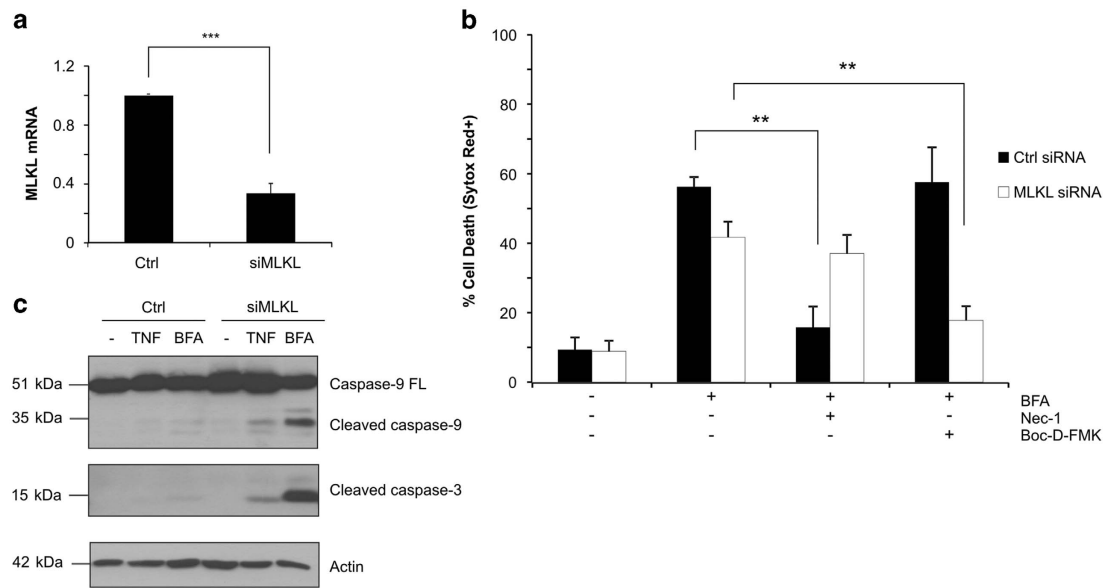 a
***
1.2
1
0.8
0.4
0
MLKL mRNA
Ctrl siMLKL
b
100
80
60
40
20
0
% Cell Death (Sytox Red+)
**
**
Ctrl siRNA
MLKL siRNA
- + + + BFA
- - + - Nec-1
- - - + Boc-D-FMK
c
Ctrl siMLKL
- TNF BFA - TNF BFA
51 kDa Caspase-9 FL
35 kDa Cleaved caspase-9
15 kDa Cleaved caspase-3
42 kDa Actin